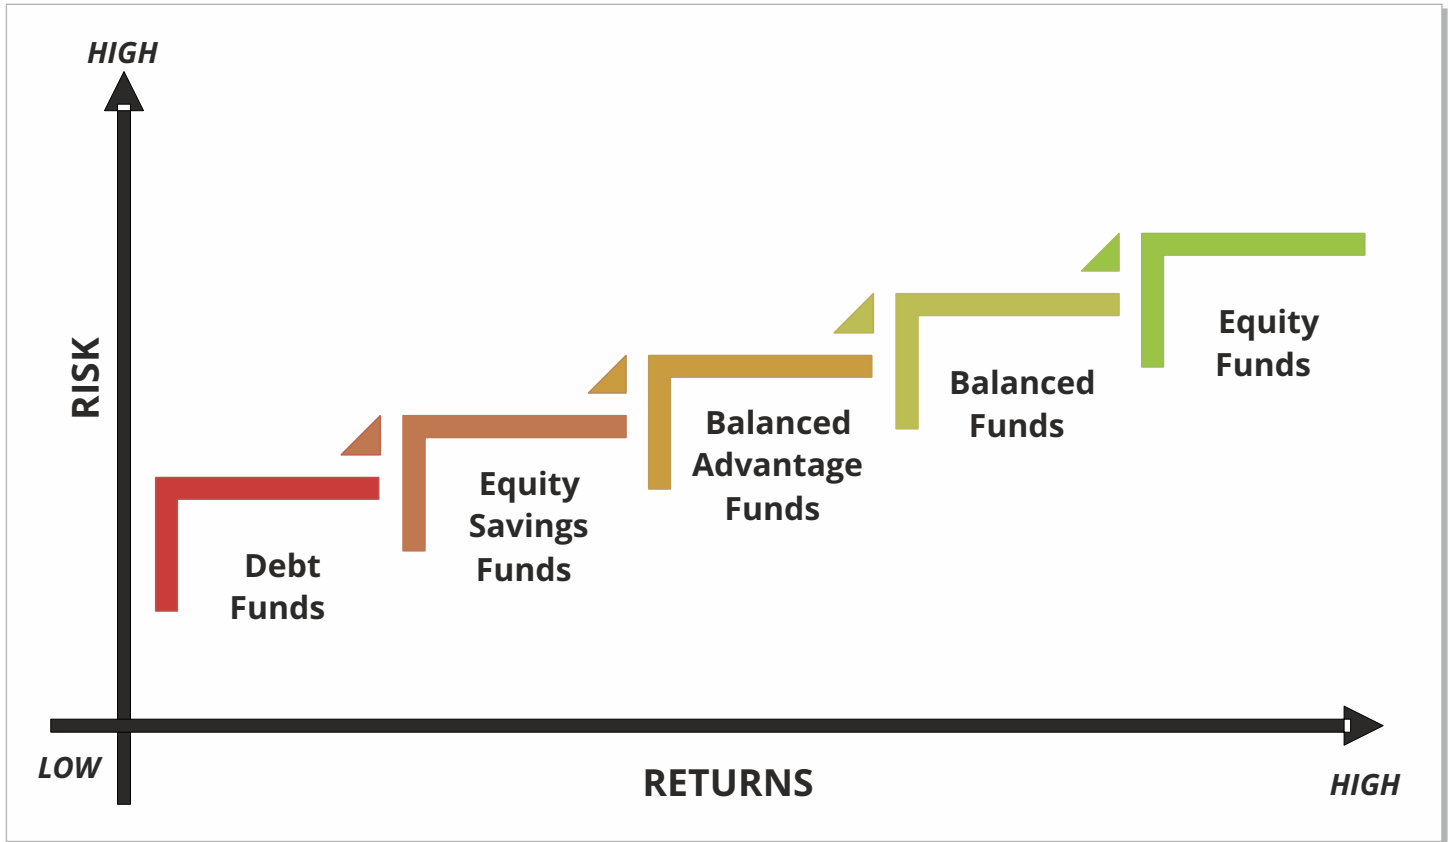 HIGH
RISK
Debt
Funds
Equity
Savings
Funds
Balanced
Advantage
Funds
Balanced
Funds
Equity
Funds
LOW
RETURNS
HIGH